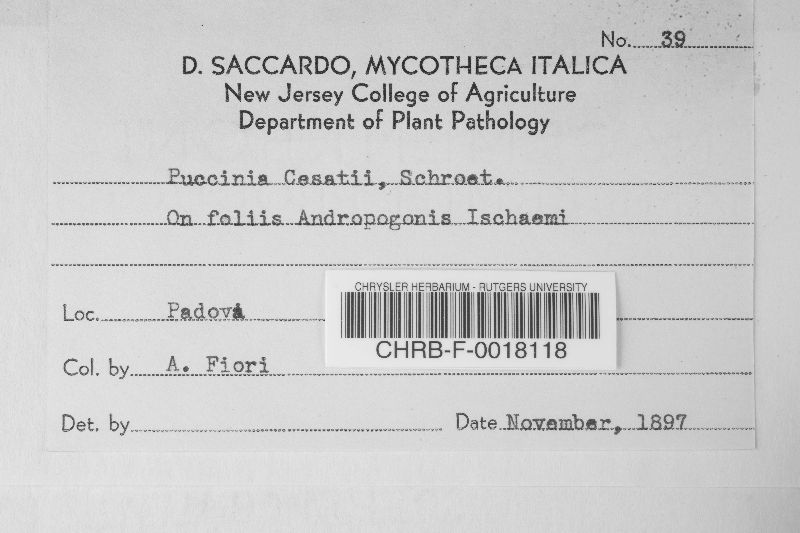 No. 39
D. SACCARDO, MYCOTHECA ITALICA
New Jersey College of Agriculture
Department of Plant Pathology
Puccinia Cesatii, Schroet.
On foliis Andropogonis Ischaemi
CHRYSLER HERBARIUM - RUTGERS UNIVERSITY
Loc. Padova
CHRB-F-0018118
Col. by A. Fiori
Det. by
Date November, 1897